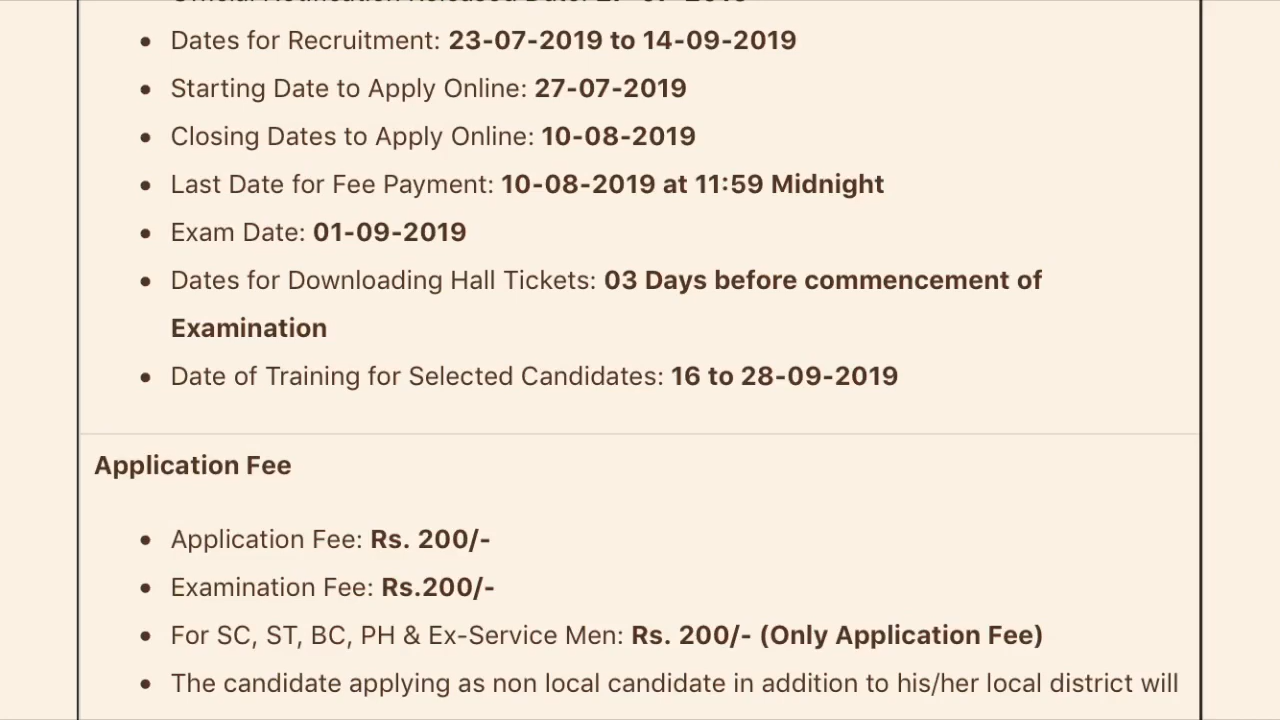 Dates for Recruitment: 23-07-2019 to 14-09-2019
Starting Date to Apply Online: 27-07-2019
Closing Dates to Apply Online: 10-08-2019
Last Date for Fee Payment: 10-08-2019 at 11:59 Midnight
Exam Date: 01-09-2019
Dates for Downloading Hall Tickets: 03 Days before commencement of
Examination
Date of Training for Selected Candidates: 16 to 28-09-2019
Application Fee
Application Fee: Rs. 200/-
Examination Fee: Rs.200/-
For SC, ST, BC, PH & Ex-Service Men: Rs. 200/- (Only Application Fee)
The candidate applying as non local candidate in addition to his/her local district will